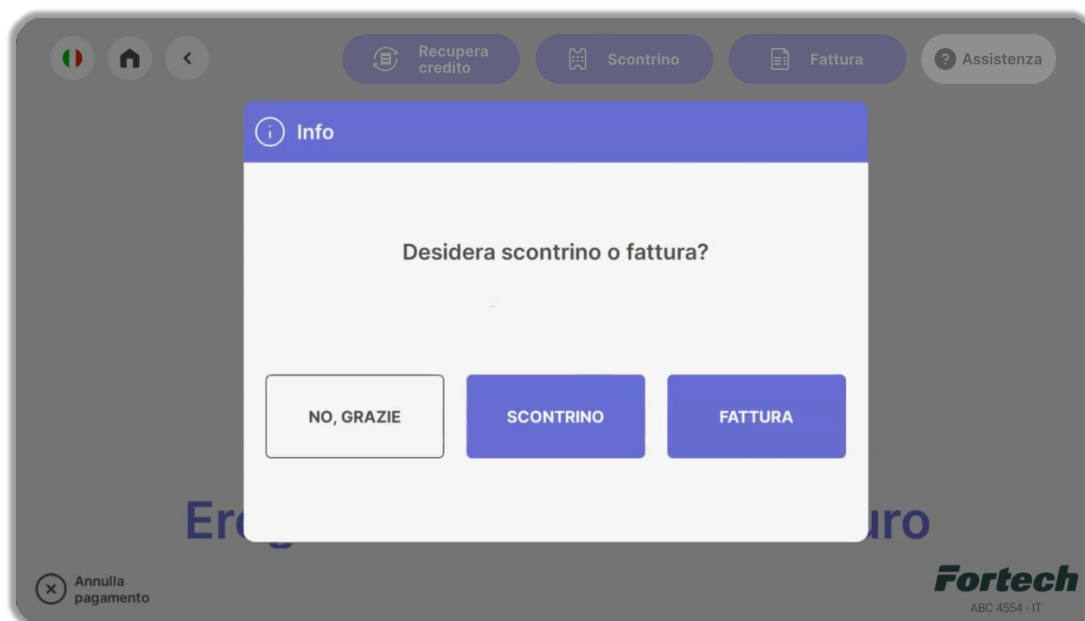 Recupera
credito
Scontrino
Fattura
? Assistenza
i Info
Desidera scontrino o fattura?
NO, GRAZIE
SCONTRINO
FATTURA
Annulla
pagamento
Fortech
ABC 4554 - IT